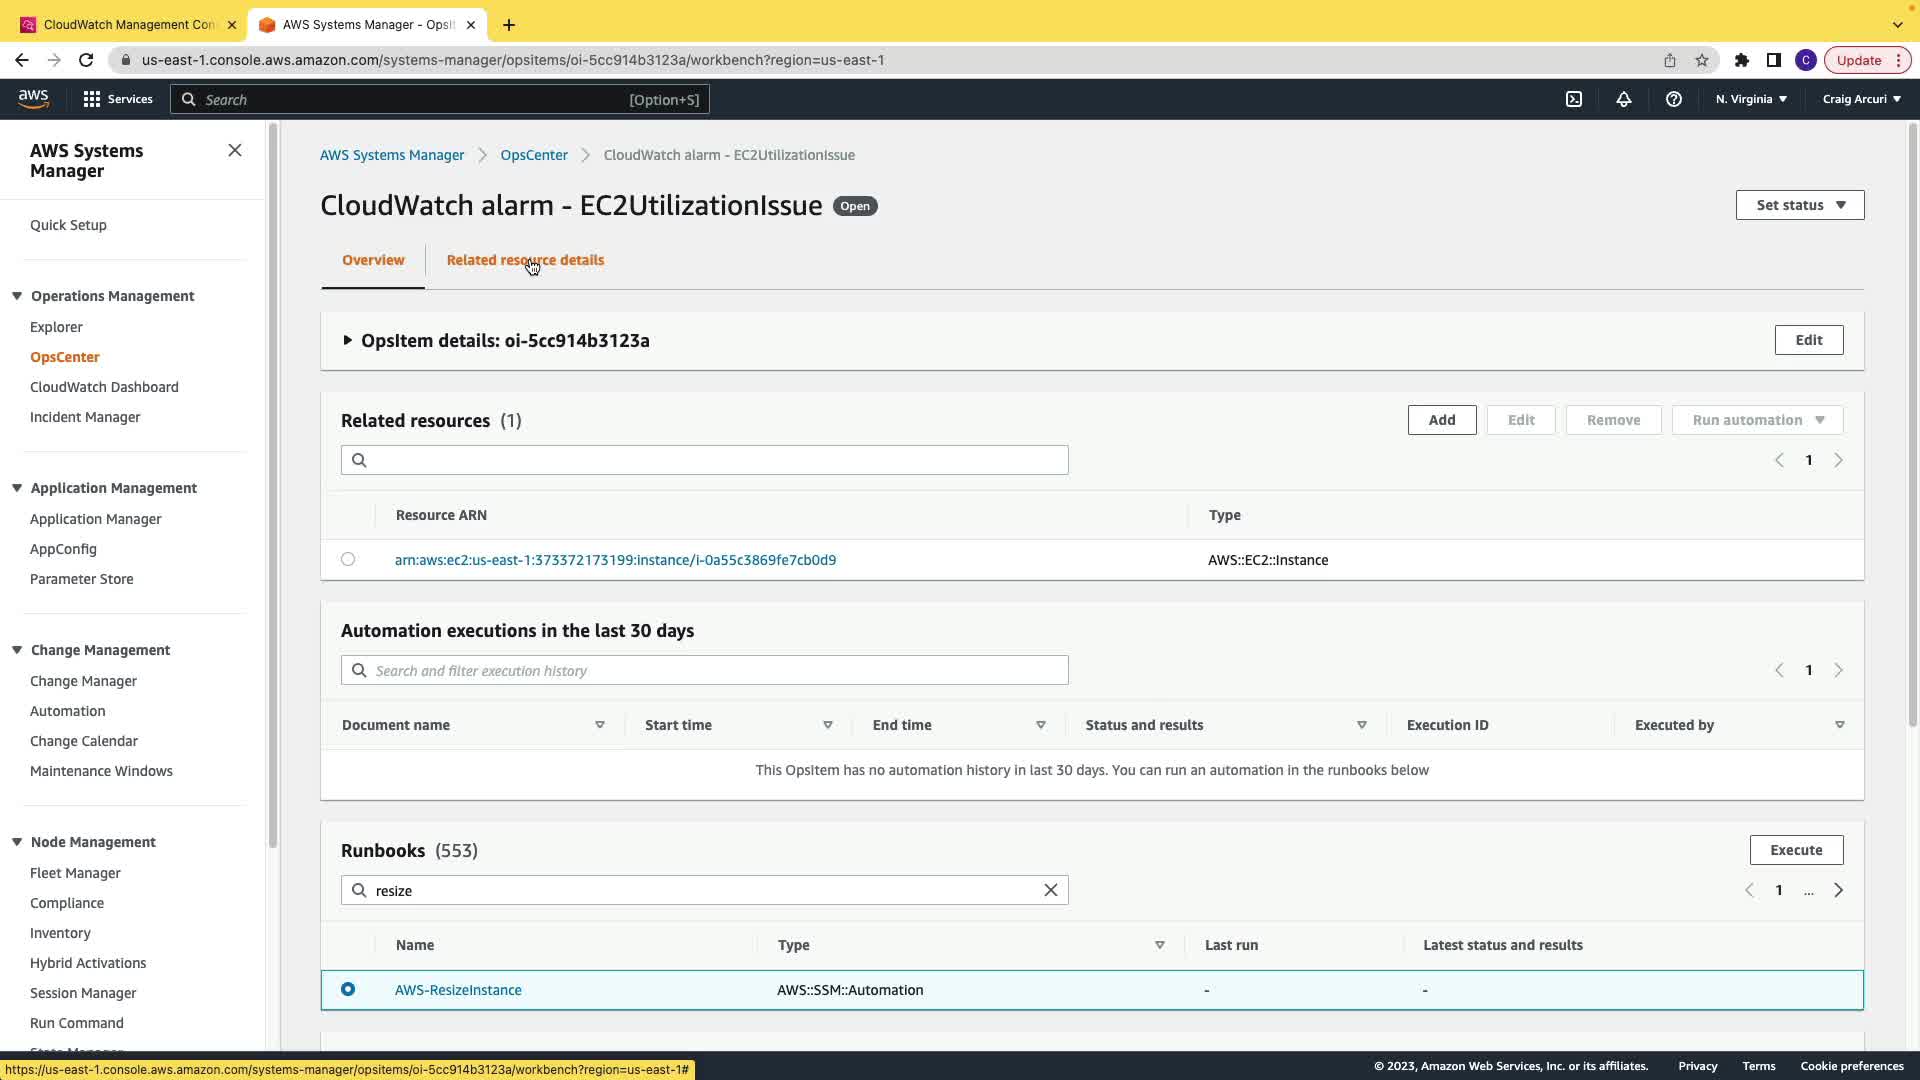 CloudWatch Management Con
AWS Systems Manager - OpsIt
us-east-1.console.aws.amazon.com/systems-manager/opsitems/oi-5cc914b3123a/workbench?region=us-east-1
C
Update
aws
Services
Search
[Option+S]
N. Virginia
Craig Arcuri
AWS Systems Manager
Quick Setup
Operations Management
Explorer
OpsCenter
CloudWatch Dashboard
Incident Manager
Application Management
Application Manager
AppConfig
Parameter Store
Change Management
Change Manager
Automation
Change Calendar
Maintenance Windows
Node Management
Fleet Manager
Compliance
Inventory
Hybrid Activations
Session Manager
Run Command
AWS Systems Manager > OpsCenter > CloudWatch alarm - EC2UtilizationIssue
CloudWatch alarm - EC2UtilizationIssue Open
Set status
Overview
Related resource details
OpsItem details: oi-5cc914b3123a
Edit
Related resources (1)
Add
Edit
Remove
Run automation
1
Resource ARN
Type
arn:aws:ec2:us-east-1:373372173199:instance/i-0a55c3869fe7cb0d9
AWS::EC2::Instance
Automation executions in the last 30 days
Search and filter execution history
1
Document name
Start time
End time
Status and results
Execution ID
Executed by
This OpsItem has no automation history in last 30 days. You can run an automation in the runbooks below
Runbooks (553)
Execute
resize
1 ...
Name
Type
Last run
Latest status and results
AWS-ResizeInstance
AWS::SSM::Automation
-
-
https://us-east-1.console.aws.amazon.com/systems-manager/opsitems/oi-5cc914b3123a/workbench?region=us-east-1#
© 2023, Amazon Web Services, Inc. or its affiliates.
Privacy
Terms
Cookie preferences